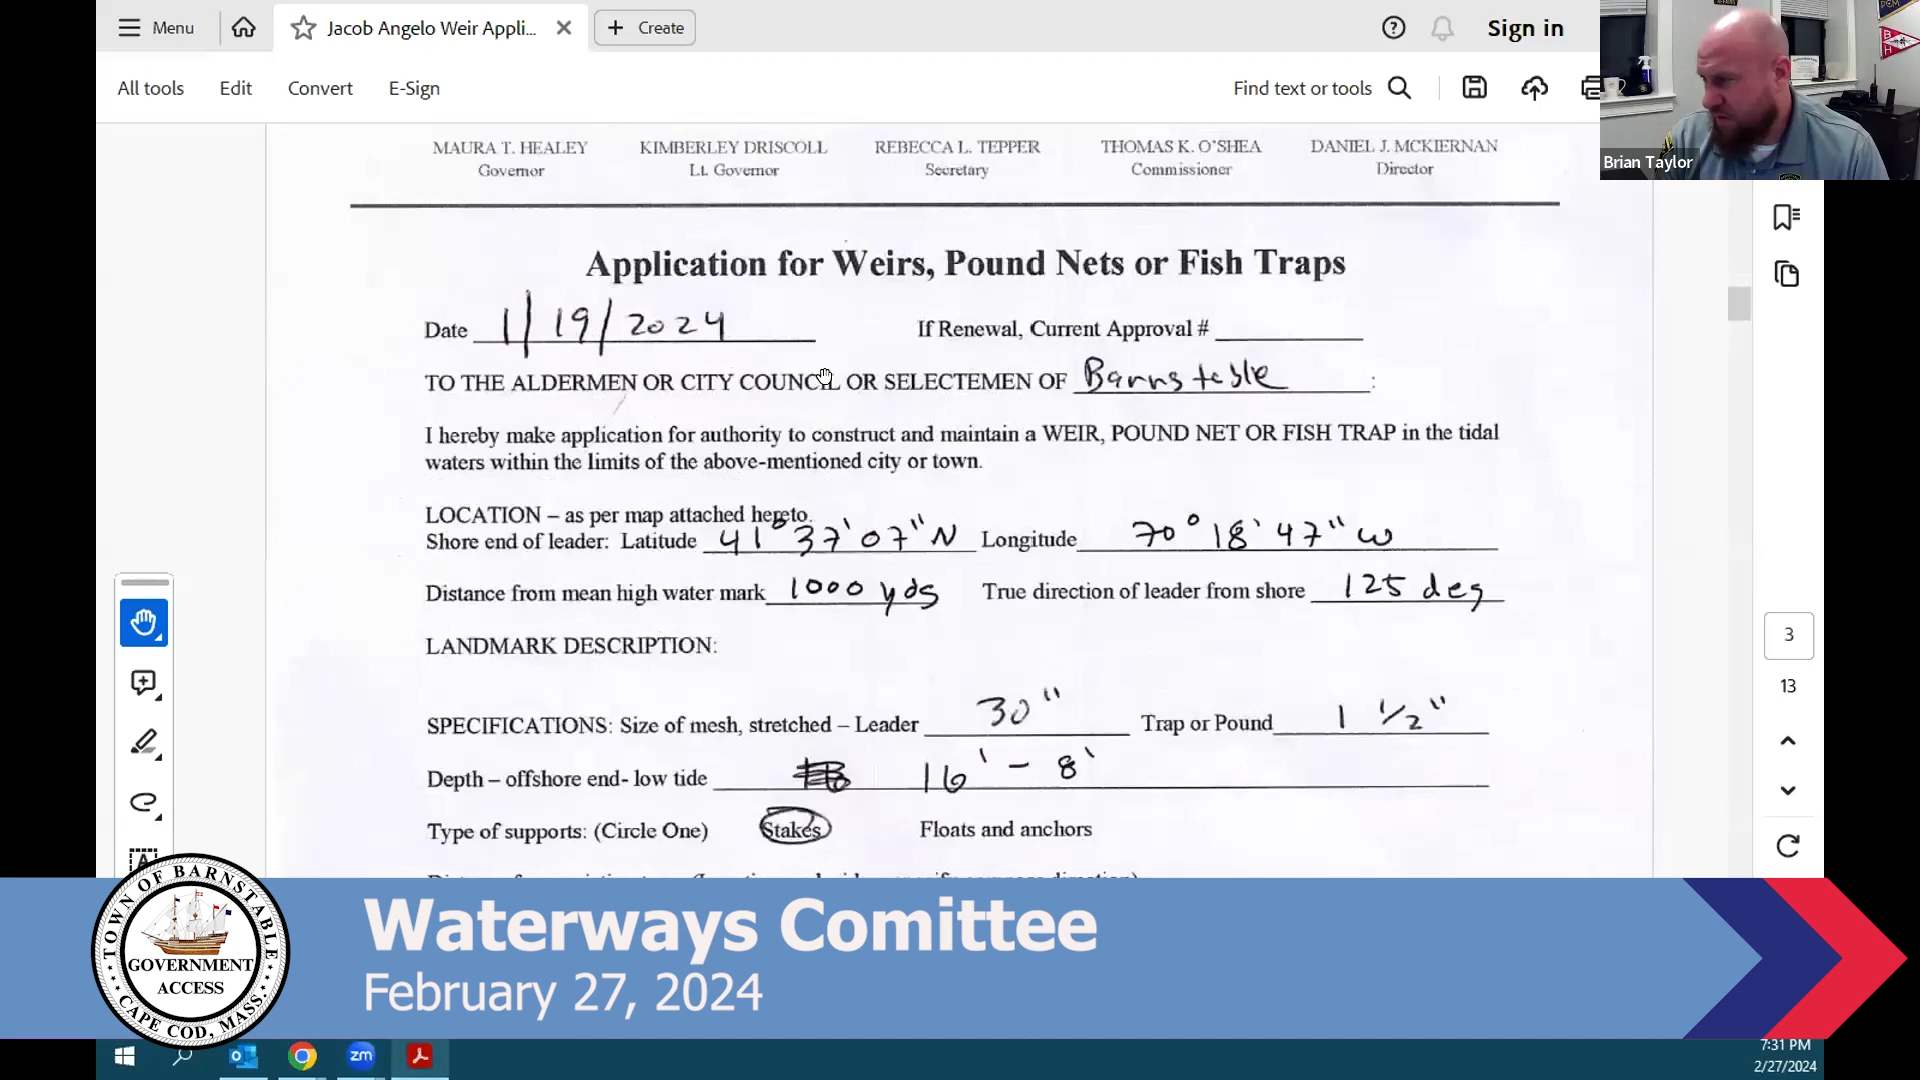 Menu
Jacob Angelo Weir Appli...
Create
Sign in
All tools
Edit
Convert
E-Sign
Find text or tools
Brian Taylor
MAURA T. HEALEY
Governor
KIMBERLEY DRISCOLL
Lt. Governor
REBECCA L. TEPPER
Secretary
THOMAS K. O'SHEA
Commissioner
DANIEL J. MCKIERNAN
Director
Application for Weirs, Pound Nets or Fish Traps
Date 1/19/2024 If Renewal, Current Approval #
TO THE ALDERMEN OR CITY COUNCIL OR SELECTEMEN OF Barnstable :
I hereby make application for authority to construct and maintain a WEIR, POUND NET OR FISH TRAP in the tidal
waters within the limits of the above-mentioned city or town.
LOCATION – as per map attached hereto.
Shore end of leader: Latitude 41° 37' 07" N Longitude 70° 18' 47" W
Distance from mean high water mark 1000 yds True direction of leader from shore 125 deg
LANDMARK DESCRIPTION:
SPECIFICATIONS: Size of mesh, stretched – Leader 30" Trap or Pound 1 1/2"
Depth – offshore end- low tide 16' - 8'
Type of supports: (Circle One) Stakes Floats and anchors
3
13
TOWN OF BARNSTABLE
GOVERNMENT
ACCESS
CAPE COD, MASS.
Waterways Comittee
February 27, 2024
zm
7:31 PM
2/27/2024